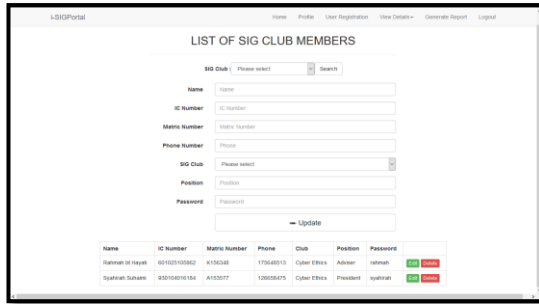 i-SIGPortal Home Profile User Registration View Details Generate Report Logout
LIST OF SIG CLUB MEMBERS
SIG Club : Please select Search
Name Name
IC Number IC Number
Matric Number Matric Number
Phone Number Phone
SIG Club Please select
Position Position
Password Password
Update
Name IC Number Matric Number Phone Club Position Password
Rahmah bt Hayati 601025105862 K156348 175648013 Cyber Ethics Adviser rahmah Edit Delete
Syahirah Suhaimi 930104016184 A153577 126658475 Cyber Ethics President syahirah Edit Delete